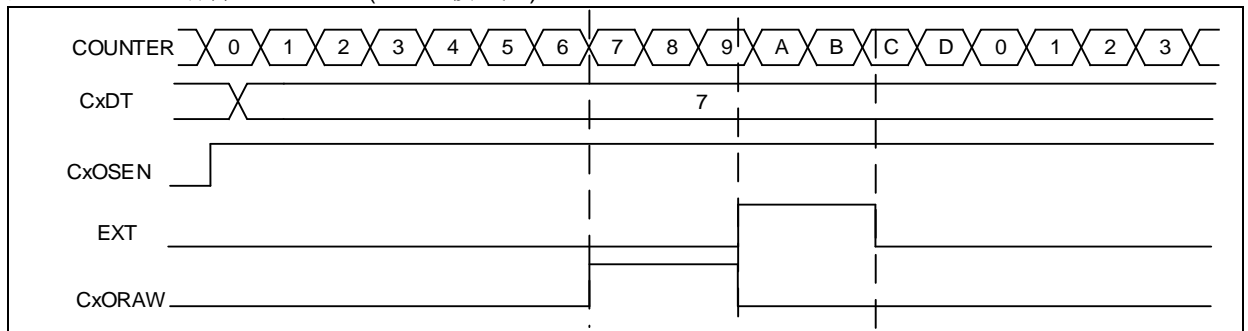 COUNTER 0 1 2 3 4 5 6 7 8 9 A B C D 0 1 2 3
CxDT 7
CxOSEN
EXT
CxORAW